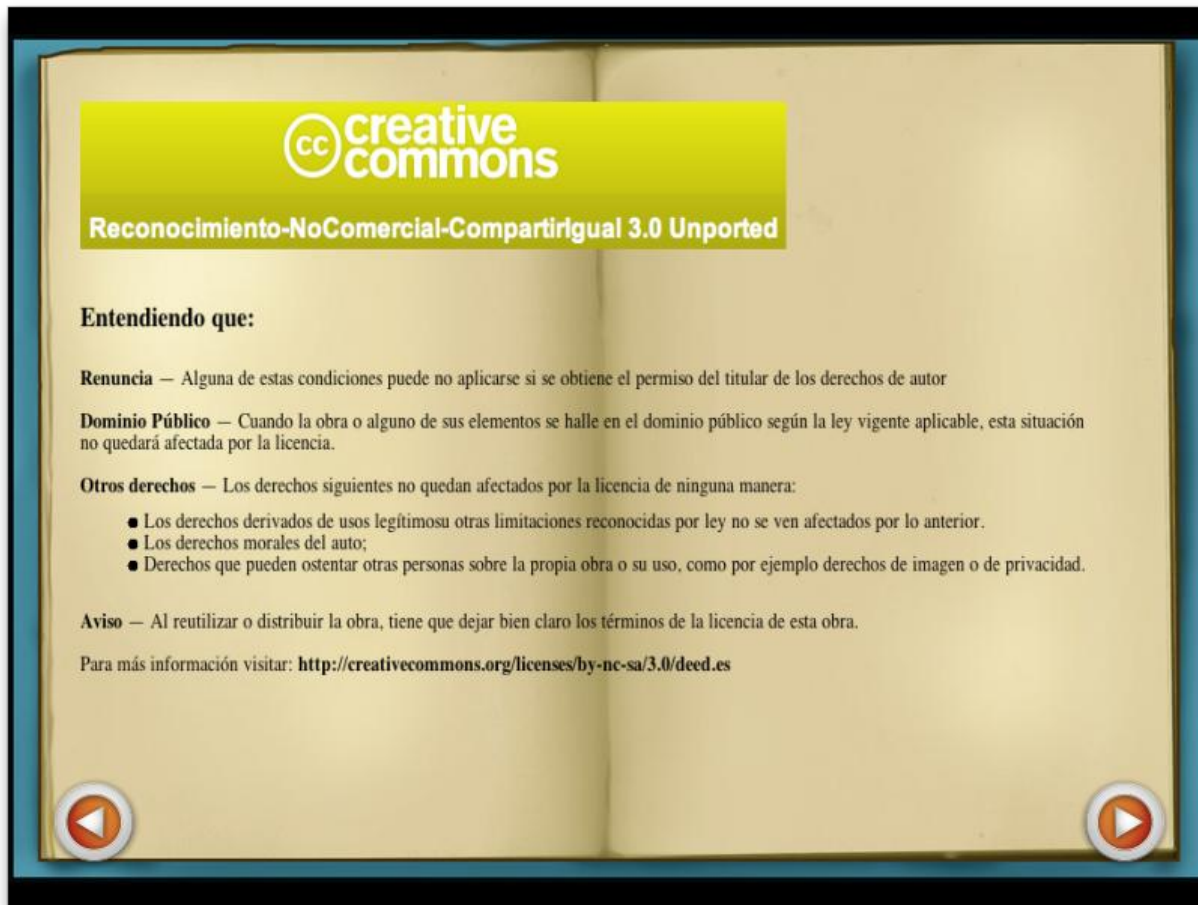 cc creative
commons
Reconocimiento-NoComercial-CompartirIgual 3.0 Unported
Entendiendo que:
Renuncia — Alguna de estas condiciones puede no aplicarse si se obtiene el permiso del titular de los derechos de autor
Dominio Público — Cuando la obra o alguno de sus elementos se halle en el dominio público según la ley vigente aplicable, esta situación
no quedará afectada por la licencia.
Otros derechos — Los derechos siguientes no quedan afectados por la licencia de ninguna manera:
● Los derechos derivados de usos legítimosu otras limitaciones reconocidas por ley no se ven afectados por lo anterior.
● Los derechos morales del auto;
● Derechos que pueden ostentar otras personas sobre la propia obra o su uso, como por ejemplo derechos de imagen o de privacidad.
Aviso — Al reutilizar o distribuir la obra, tiene que dejar bien claro los términos de la licencia de esta obra.
Para más información visitar: http://creativecommons.org/licenses/by-nc-sa/3.0/deed.es